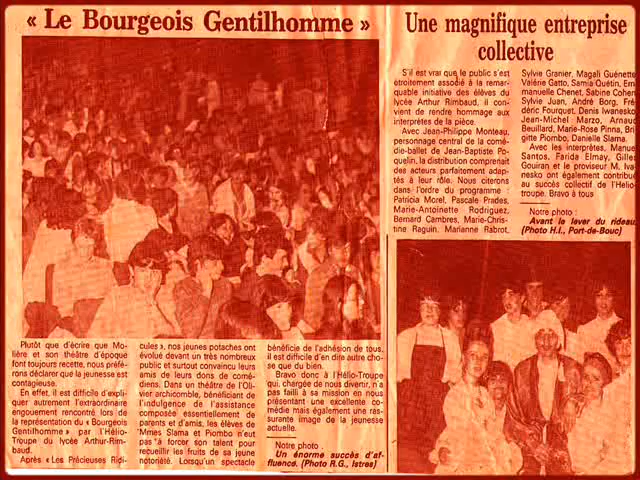 « Le Bourgeois Gentilhomme »
Plutôt que d'écrire que Mo-
lière et son théâtre d'époque
font toujours recette, nous préfé-
rons déclarer que la jeunesse est
contagieuse.
En effet, il est difficile d'expli-
quer autrement l'extraordinaire
engouement rencontré lors de
la représentation du « Bourgeois
Gentilhomme », par l'Hélio-
Troupe du lycée Arthur-Rim-
baud.
Après « Les Précieuses Ridi-
cules », nos jeunes potaches ont
évolué devant un très nombreux
public et surtout convaincu leurs
amis de leurs dons de comé-
diens. Dans un théâtre de l'Oli-
vier archicomble, bénéficiant de
l'indulgence de l'assistance
composée essentiellement de
parents et d'amis, les élèves de
Mmes Slama et Piombo n'eut
pas à forcer son talent pour
recueillir les fruits de sa jeune
notoriété. Lorsqu'un spectacle
bénéficie de l'adhésion de tous,
il est difficile d'en dire autre cho-
se que du bien.
Bravo donc à l'Hélio-Troupe
qui, chargée de nous divenir, n'a
pas failli à sa mission en nous
présentant une excellente co-
médie mais également une ras-
surante image de la jeunesse
actuelle.
Notre photo :
Un énorme succès d'af-
fluence. (Photo R.G., Istres)
Une magnifique entreprise
collective
S'il est vrai que le public s'est
étroitement associé à la remar-
quable initiative des élèves du
lycée Arthur Rimbaud, il con-
vient de rendre hommage aux
interprètes de la pièce.
Avec Jean-Philippe Monteau,
personnage central de la comé-
die-ballet de Jean-Baptiste Po-
quelin, la distribution comprenait
des acteurs parfaitement adap-
tés à leur rôle. Nous citerons
dans l'ordre du programme :
Patricia Morel, Pascale Prades,
Marie-Antoinette Rodriguez,
Bernard Cambres, Marie-Chris-
tine Raguin, Marianne Rabrot,
Sylvie Granier, Magali Guénette,
Valérie Gatto, Samia Quétin, Em-
manuelle Chenet, Sabine Cohen,
Sylvie Juan, André Borg, Fré-
déric Fourquet, Denis Iwanesko,
Jean-Michel Marzo, Arnaud
Beuillard, Marie-Rose Pinna, Bri-
gitte Piombo, Danielle Slama.
Avec les interprètes, Manuel
Santos, Farida Elmay, Gilles
Gouiran et le proviseur M. Iva-
nesko ont également contribué
au succès collectif de l'Hélio-
troupe. Bravo à tous
Notre photo :
Avant le lever du rideau
(Photo H.I., Port-de-Bouc)